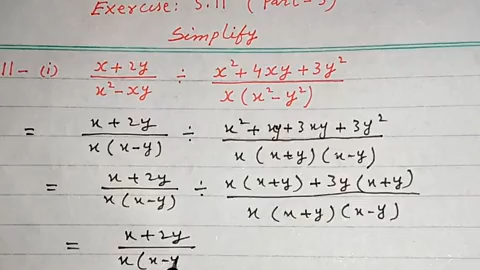 Exercise: 5.11 (Part-3)
Simplify
11- (i) (x+2y)/(x²-xy) ÷ (x²+4xy+3y²)/(x(x²-y²))
= (x+2y)/(x(x-y)) ÷ (x²+xy+3xy+3y²)/(x(x+y)(x-y))
= (x+2y)/(x(x-y)) ÷ (x(x+y)+3y(x+y))/(x(x+y)(x-y))
= (x+2y)/(x(x-y